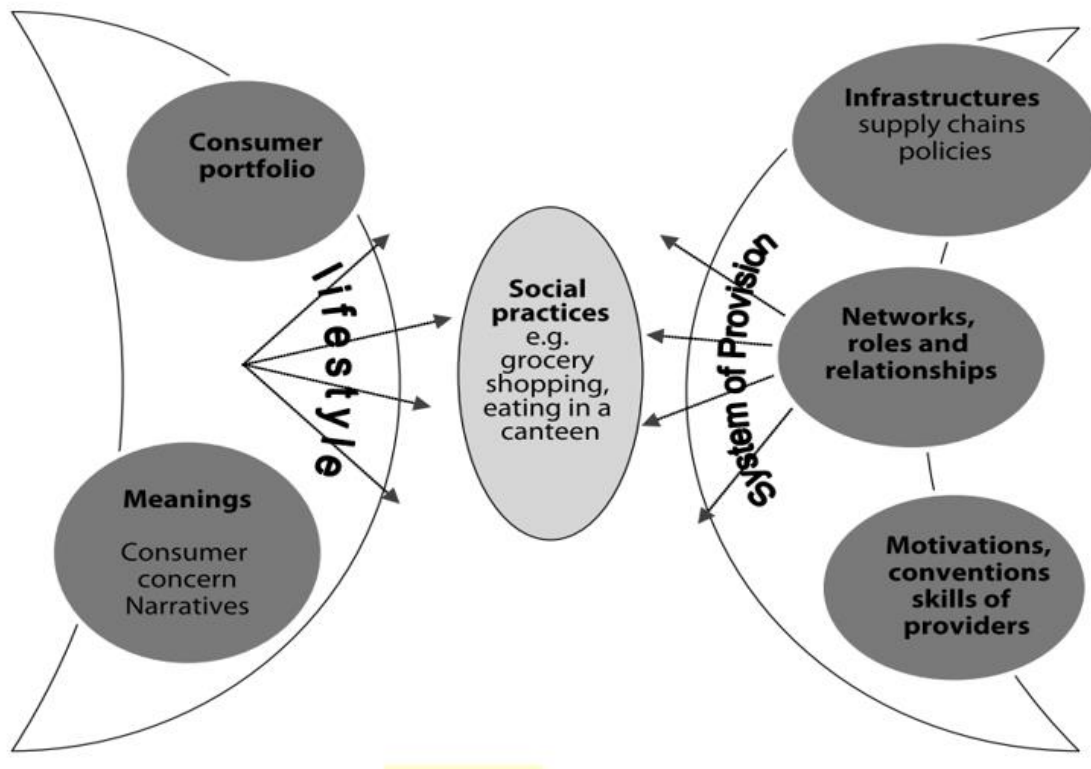 Consumer
portfolio
lifestyle
Meanings
Consumer
concern
Narratives
Social
practices
e.g.
grocery
shopping,
eating in a
canteen
System of Provision
Infrastructures
supply chains
policies
Networks,
roles and
relationships
Motivations,
conventions
skills of
providers